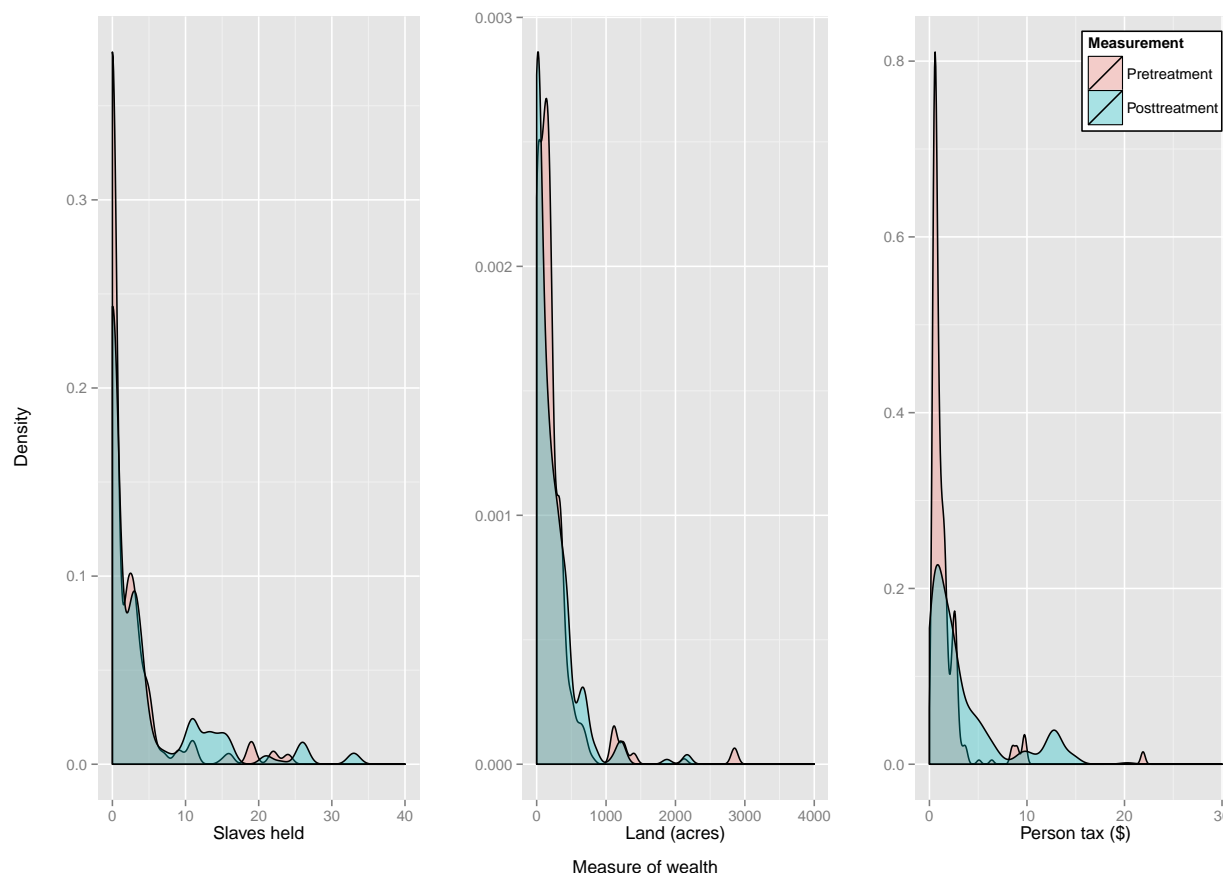 Density
0.3
0.2
0.1
0.0
0 10 20 30 40
Slaves held
0.003
0.002
0.001
0.000
0 1000 2000 3000 4000
Land (acres)
0.8
0.6
0.4
0.2
0.0
0 10 20 30
Person tax ($)
Measurement
Pretreatment
Posttreatment
Measure of wealth